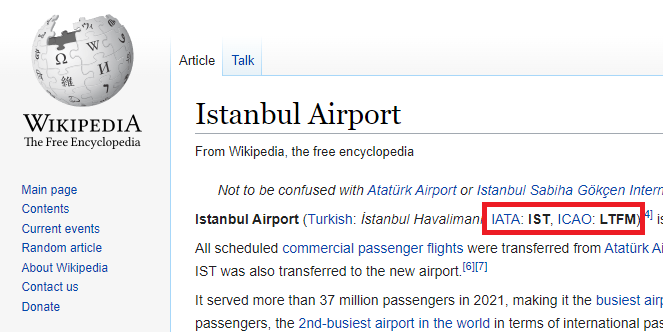 WIKIPEDIA
The Free Encyclopedia
Main page
Contents
Current events
Random article
About Wikipedia
Contact us
Donate
Article Talk
Istanbul Airport
From Wikipedia, the free encyclopedia
Not to be confused with Atatürk Airport or Istanbul Sabiha Gökçen Intern
Istanbul Airport (Turkish: İstanbul Havalimanı IATA: IST, ICAO: LTFM)[4] is
All scheduled commercial passenger flights were transferred from Atatürk Ai
IST was also transferred to the new airport.[6][7]
It served more than 37 million passengers in 2021, making it the busiest air
passengers, the 2nd-busiest airport in the world in terms of international pas